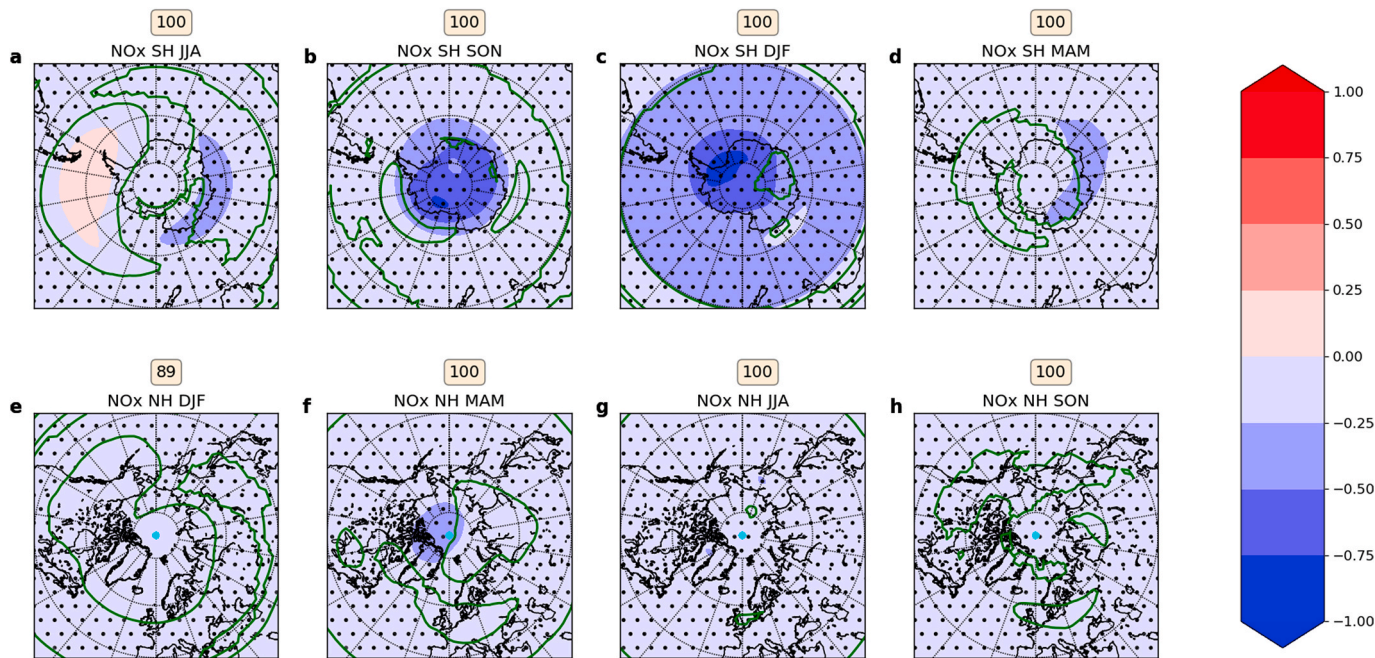 100
100
100
100
a
NOx SH JJA
b
NOx SH SON
c
NOx SH DJF
d
NOx SH MAM
89
100
100
100
e
NOx NH DJF
f
NOx NH MAM
g
NOx NH JJA
h
NOx NH SON
1.00
0.75
0.50
0.25
0.00
−0.25
−0.50
−0.75
−1.00